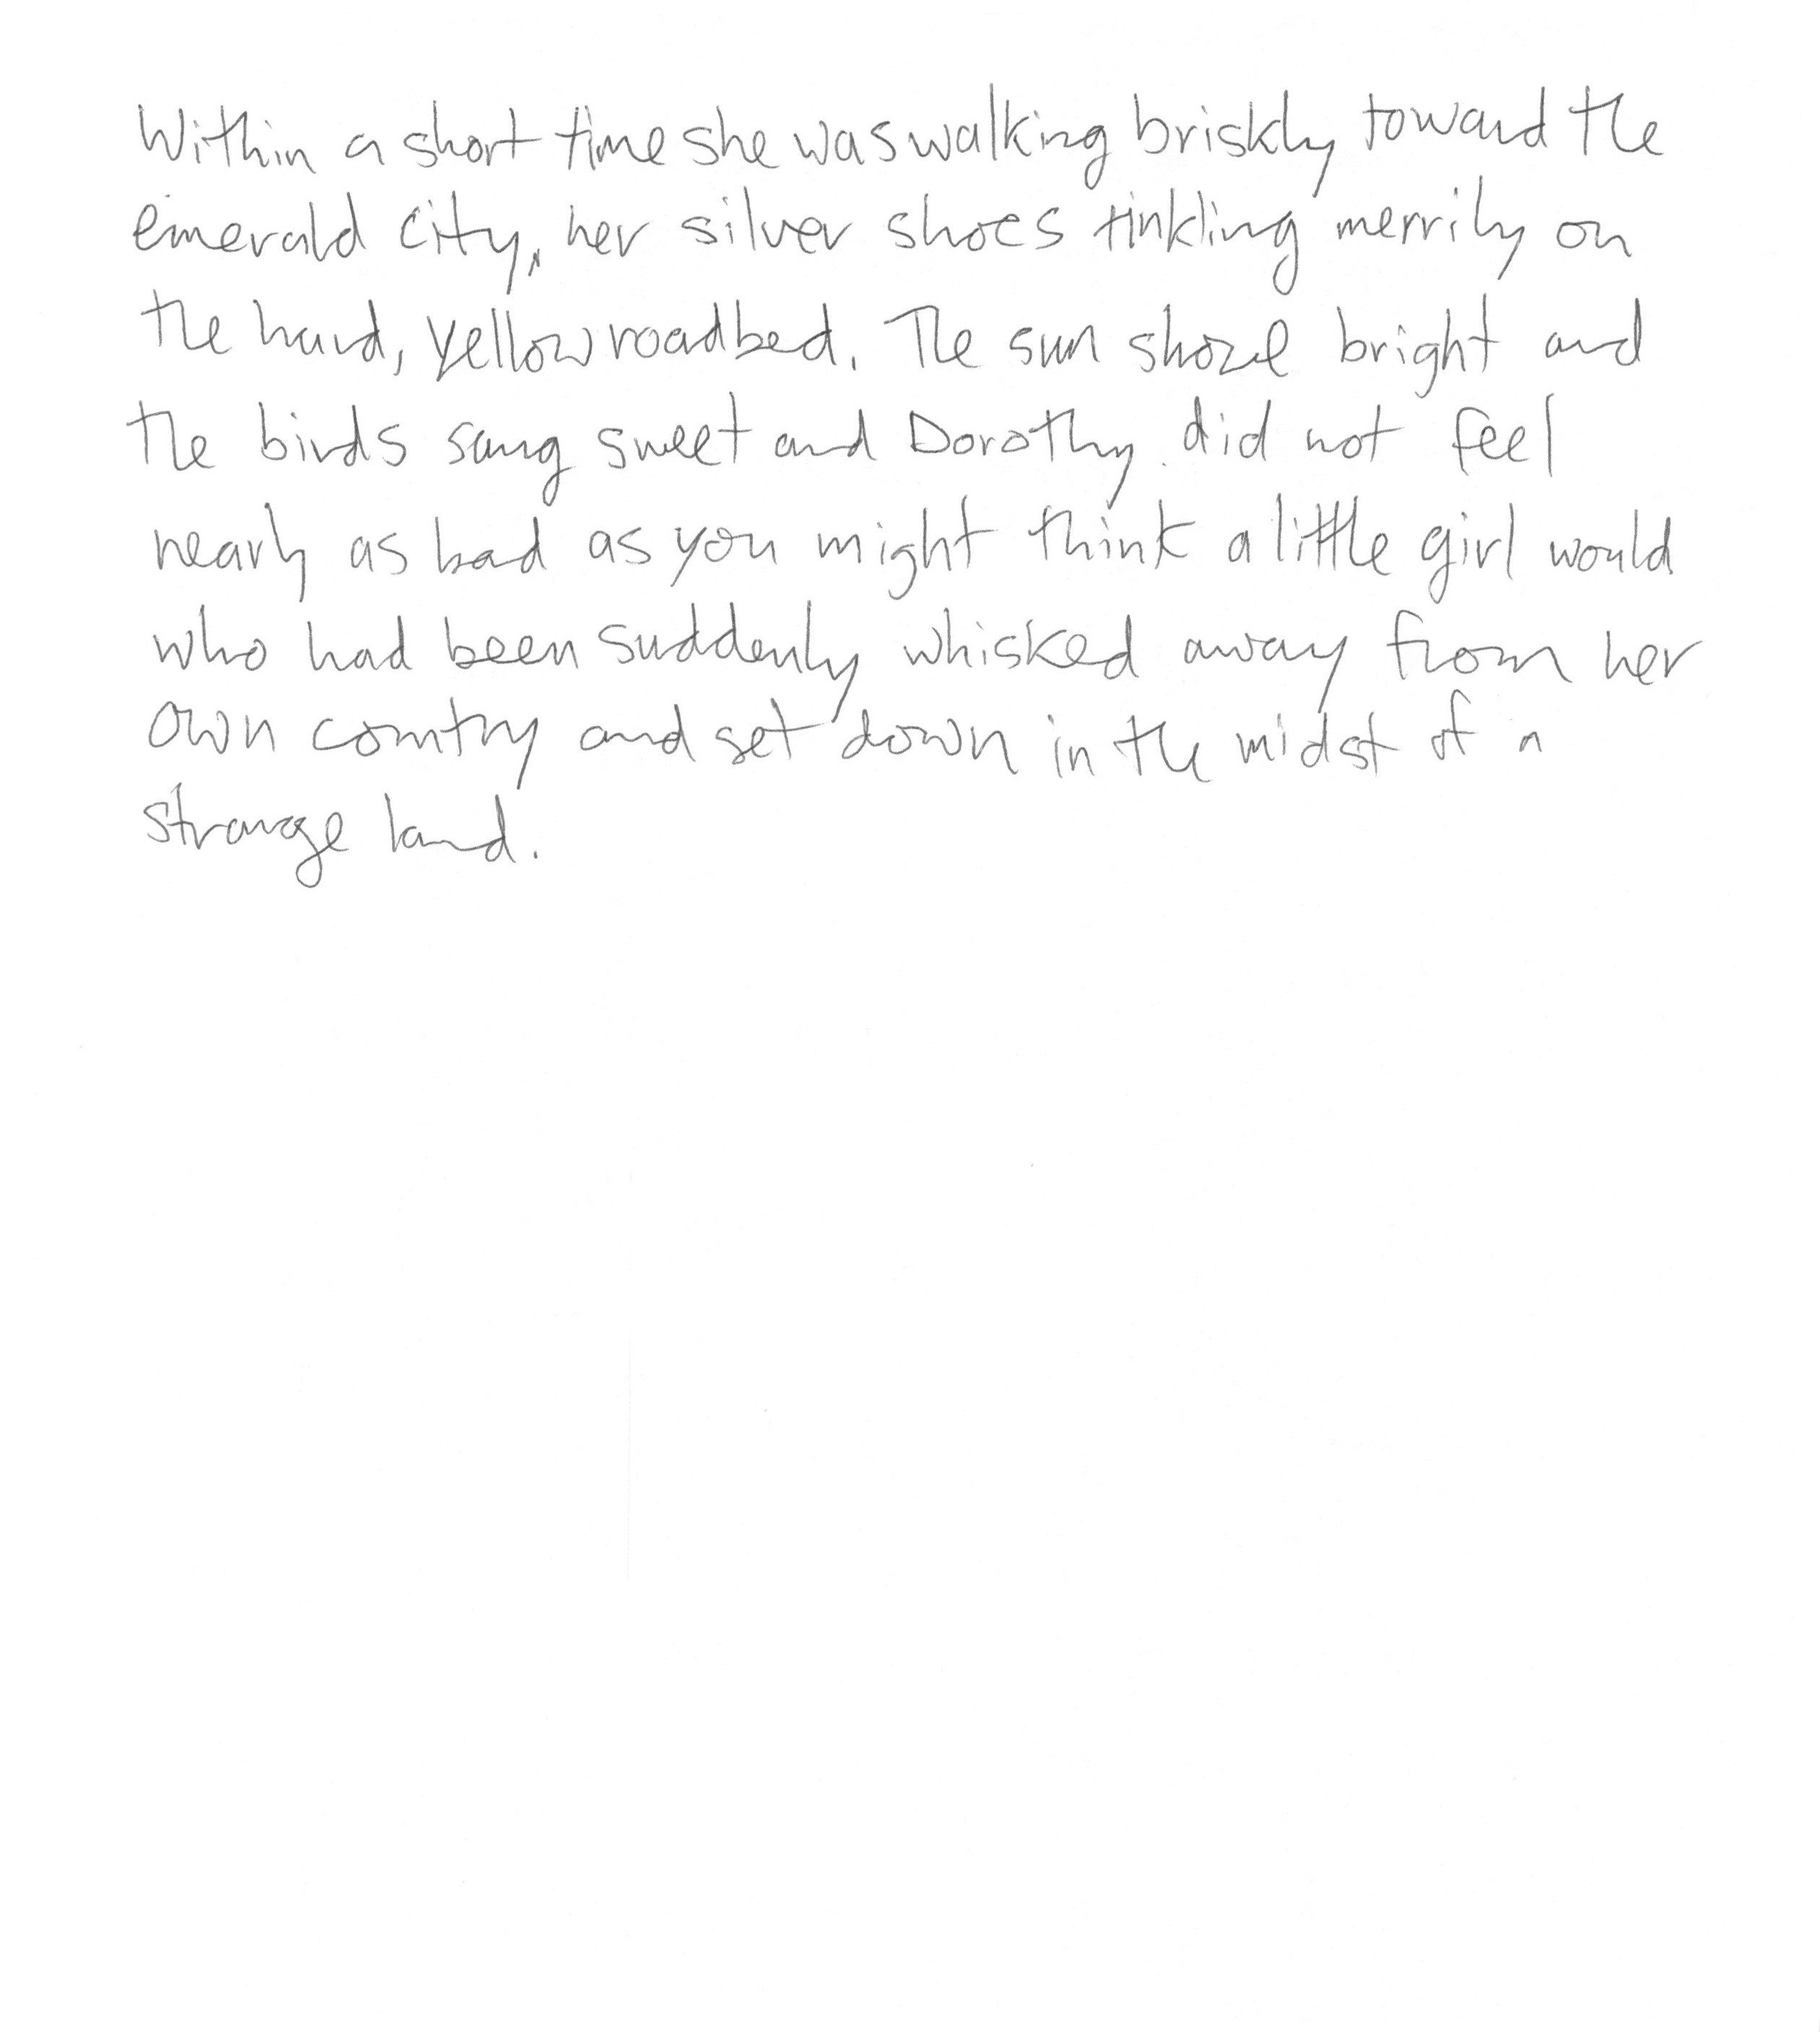 Within a short time she was walking briskly toward the
emerald city, her silver shoes tinkling merrily on
the hard, yellow roadbed. The sun shone bright and
the birds sang sweet and Dorothy did not feel
nearly as bad as you might think a little girl would
who had been suddenly whisked away from her
own country and set down in the midst of a
strange land.